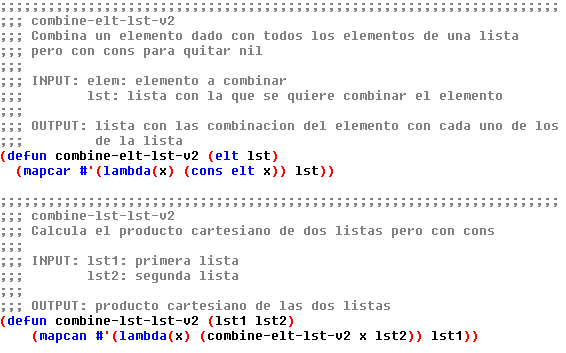 ;;;;;;;;;;;;;;;;;;;;;;;;;;;;;;;;;;;;;;;;;;;;;;;;;;;;;;;;;;;;;;;;;;;;;;
;;; combine-elt-lst-v2
;;; Combina un elemento dado con todos los elementos de una lista
;;; pero con cons para quitar nil
;;;
;;; INPUT: elem: elemento a combinar
;;;        lst: lista con la que se quiere combinar el elemento
;;;
;;; OUTPUT: lista con las combinacion del elemento con cada uno de los
;;;         de la lista
(defun combine-elt-lst-v2 (elt lst)
  (mapcar #'(lambda(x) (cons elt x)) lst))
;;;;;;;;;;;;;;;;;;;;;;;;;;;;;;;;;;;;;;;;;;;;;;;;;;;;;;;;;;;;;;;;;;;;;;
;;; combine-lst-lst-v2
;;; Calcula el producto cartesiano de dos listas pero con cons
;;;
;;; INPUT: lst1: primera lista
;;;        lst2: segunda lista
;;;
;;; OUTPUT: producto cartesiano de las dos listas
(defun combine-lst-lst-v2 (lst1 lst2)
    (mapcan #'(lambda(x) (combine-elt-lst-v2 x lst2)) lst1))